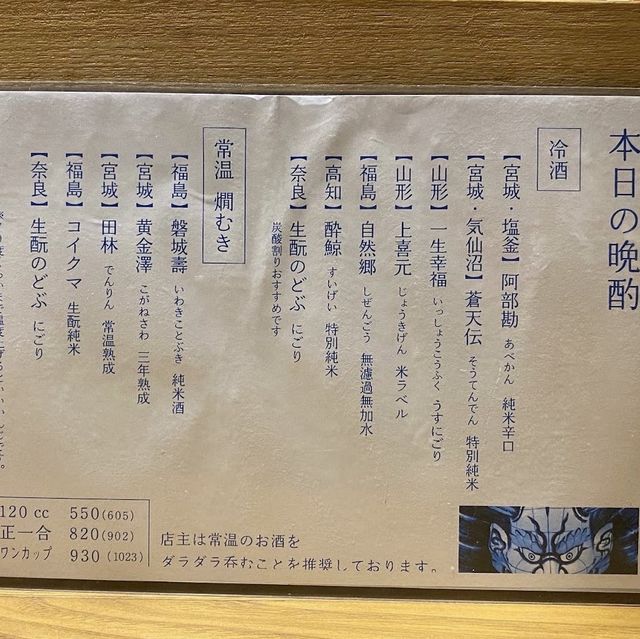 本日の晩酌
冷酒
【宮城・塩釜】阿部勘 あべかん 純米辛口
【宮城・気仙沼】蒼天伝 そうてんでん 特別純米
【山形】一生幸福 いっしょうこうふく うすにごり
【山形】上喜元 じょうきげん 米ラベル
【福島】自然郷 しぜんごう 無濾過無加水
【高知】酔鯨 すいげい 特別純米
【奈良】生酛のどぶ にごり
炭酸割りおすすめです
常温 燗むき
【福島】磐城壽 いわきことぶき 純米酒
【宮城】黄金澤 こがねさわ 三年熟成
【宮城】田林 でんりん 常温熟成
【福島】コイクマ 生酛純米
【奈良】生酛のどぶ にごり
120 cc 550(605)
正一合 820(902)
ワンカップ 930(1023)
店主は常温のお酒を
ダラダラ呑むことを推奨しております。